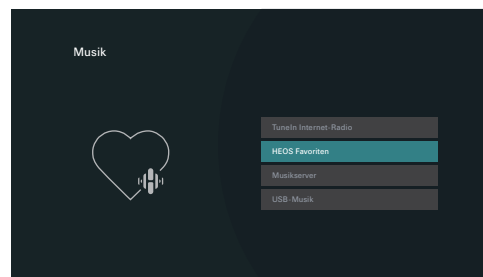 Musik
TuneIn Internet-Radio
HEOS Favoriten
Musikserver
USB-Musik